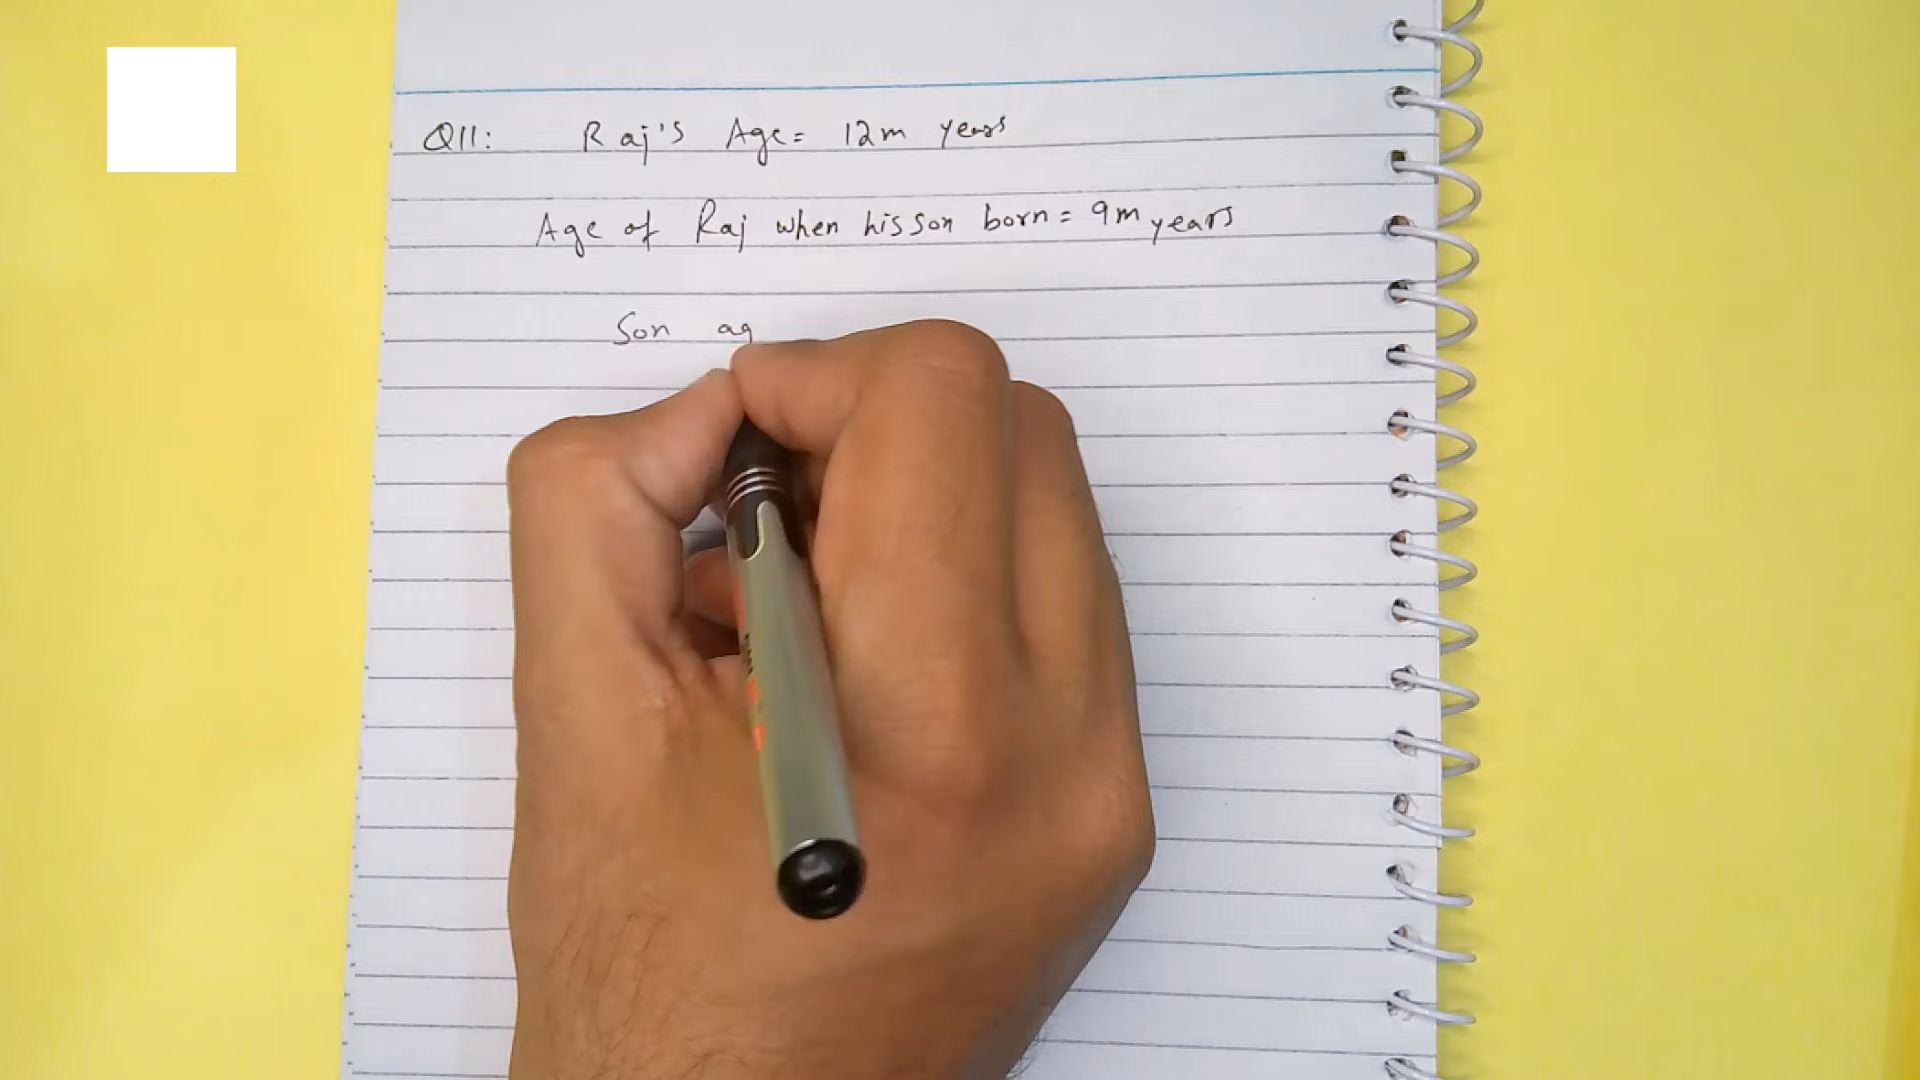 Q11: Raj's Age= 12m years
Age of Raj when his son born = 9m years
Son ag